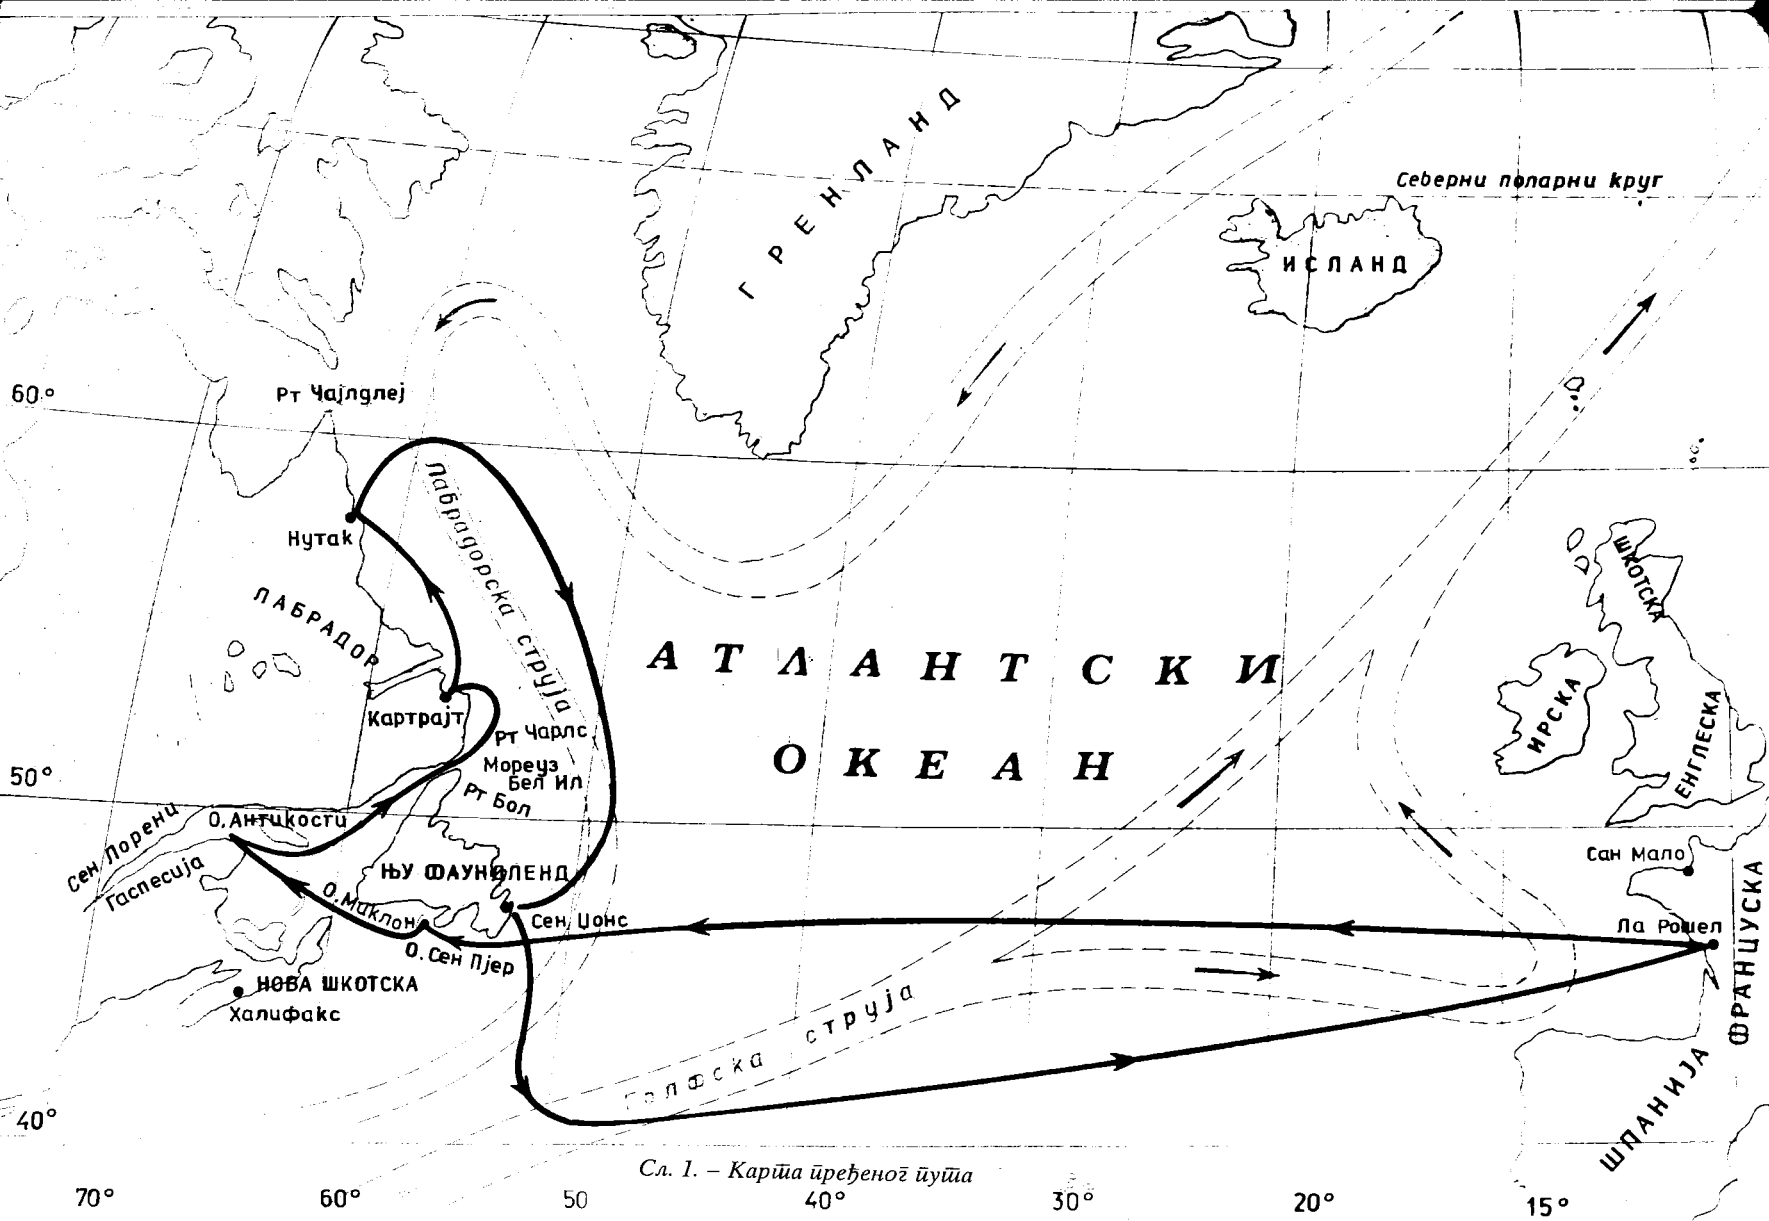 ГРЕНЛАНД
Северни поларни круг
ИСЛАНД
60°
Рт Чајлдлеј
Лабрадорска струја
Нутак
ШКОТСКА
ЛАБРАДОР
АТЛАНТСКИ
ОКЕАН
ИРСКА
ЕНГЛЕСКА
Картрајт
Рт Чарлс
Мореуз
Бел Ил
Рт Бол
50°
О. Антикости
Сен Лорени
Гаспесија
ЊУ ФАУНДЛЕНД
Сан Мало
О. Миклон
Сен Џонс
Ла Рошел
О. Сен Пјер
ФРАНЦУСКА
НОВА ШКОТСКА
Халифакс
Голфска струја
40°
ШПАНИЈА
Сл. 1. – Карта пређеног пута
70°
60°
50
40°
30°
20°
15°